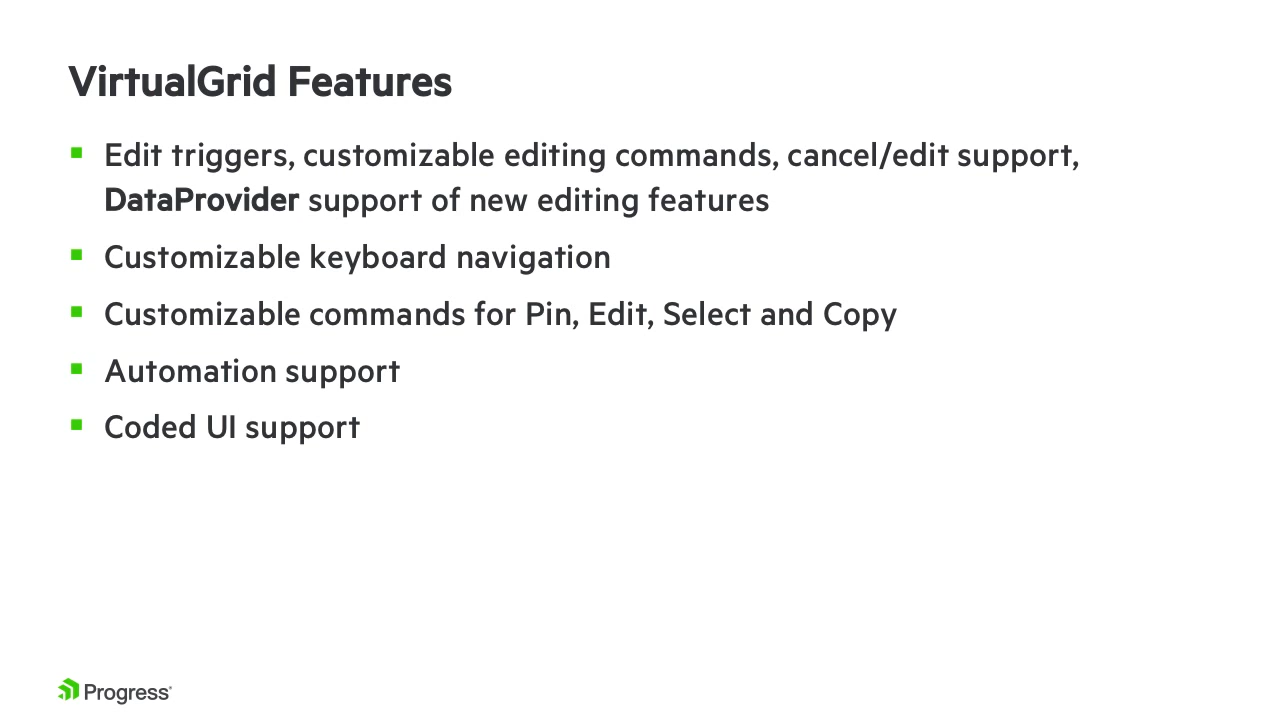 VirtualGrid Features
▪ Edit triggers, customizable editing commands, cancel/edit support,
DataProvider support of new editing features
▪ Customizable keyboard navigation
▪ Customizable commands for Pin, Edit, Select and Copy
▪ Automation support
▪ Coded UI support
Progress®